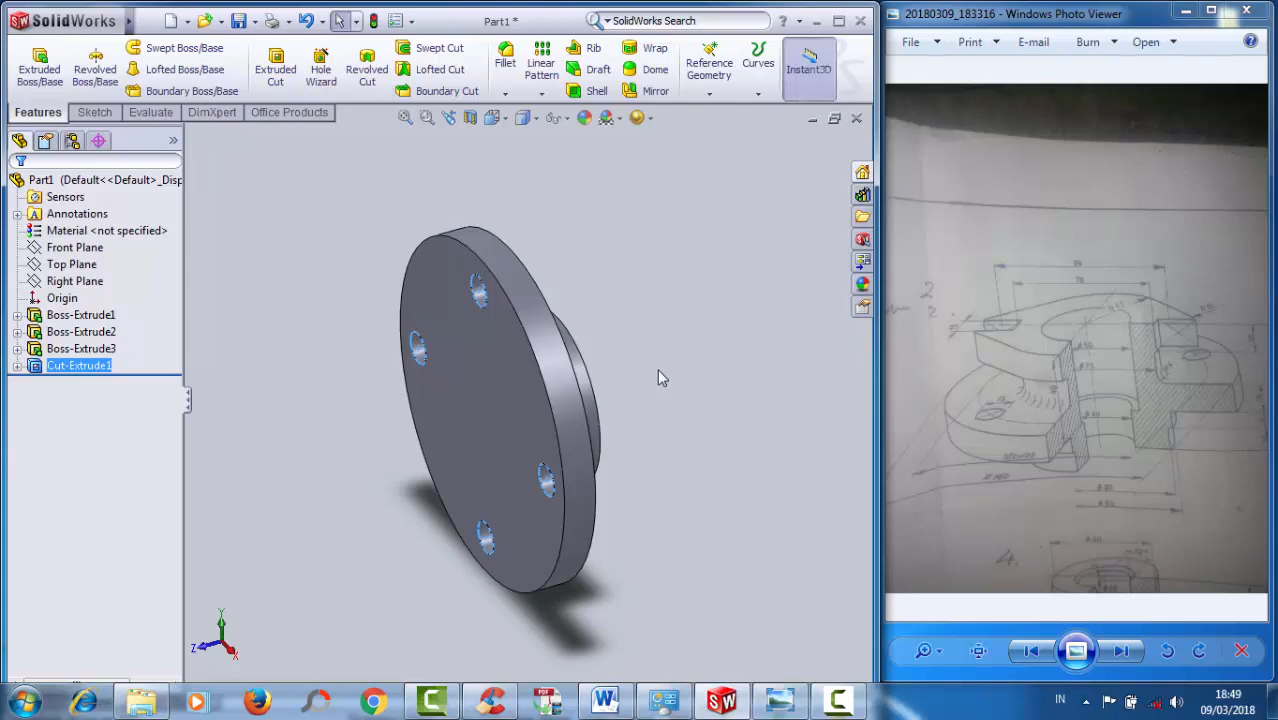 SolidWorks
Part1 *
SolidWorks Search
Extruded Boss/Base
Revolved Boss/Base
Swept Boss/Base
Lofted Boss/Base
Boundary Boss/Base
Extruded Cut
Hole Wizard
Revolved Cut
Swept Cut
Lofted Cut
Boundary Cut
Fillet
Linear Pattern
Rib
Draft
Shell
Wrap
Dome
Mirror
Reference Geometry
Curves
Instant3D
Features
Sketch
Evaluate
DimXpert
Office Products
Part1 (Default<<Default>_Disp
Sensors
Annotations
Material <not specified>
Front Plane
Top Plane
Right Plane
Origin
Boss-Extrude1
Boss-Extrude2
Boss-Extrude3
Cut-Extrude1
Y
Z
X
20180309_183316 - Windows Photo Viewer
File
Print
E-mail
Burn
Open
2
2
4.
IN
18:49
09/03/2018